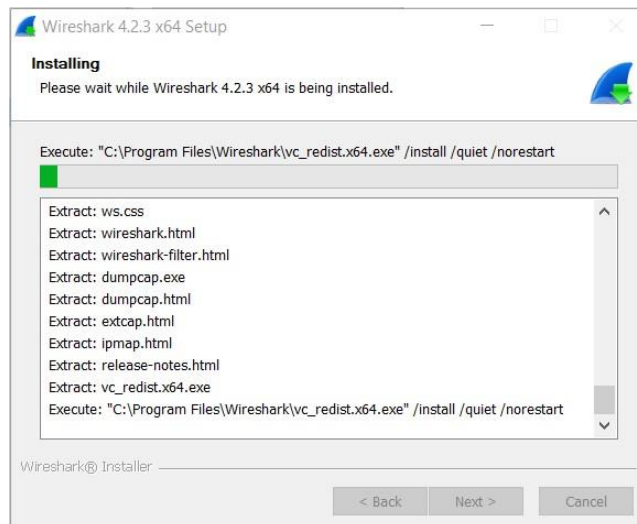 Wireshark 4.2.3 x64 Setup
Installing
Please wait while Wireshark 4.2.3 x64 is being installed.
Execute: "C:\Program Files\Wireshark\vc_redist.x64.exe" /install /quiet /norestart
Extract: ws.css
Extract: wireshark.html
Extract: wireshark-filter.html
Extract: dumpcap.exe
Extract: dumpcap.html
Extract: extcap.html
Extract: ipmap.html
Extract: release-notes.html
Extract: vc_redist.x64.exe
Execute: "C:\Program Files\Wireshark\vc_redist.x64.exe" /install /quiet /norestart
Wireshark® Installer
< Back Next > Cancel